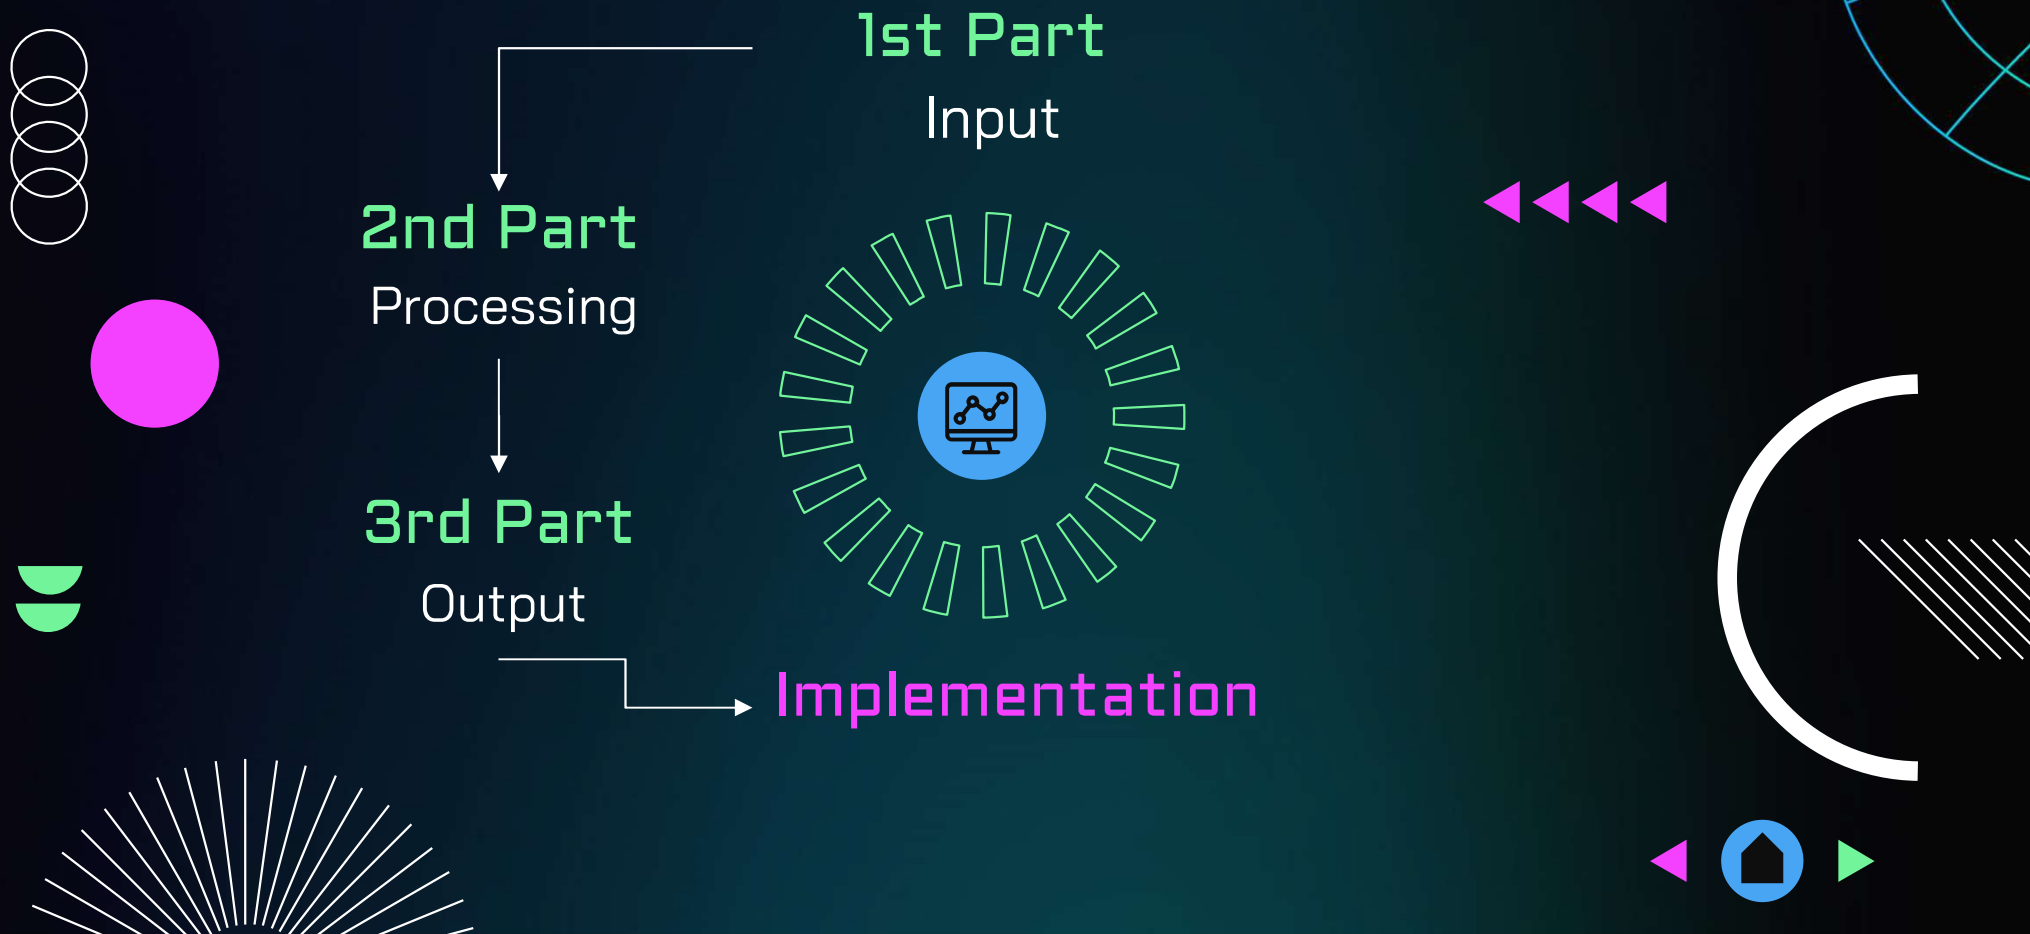 1st Part
Input
2nd Part
Processing
3rd Part
Output
Implementation